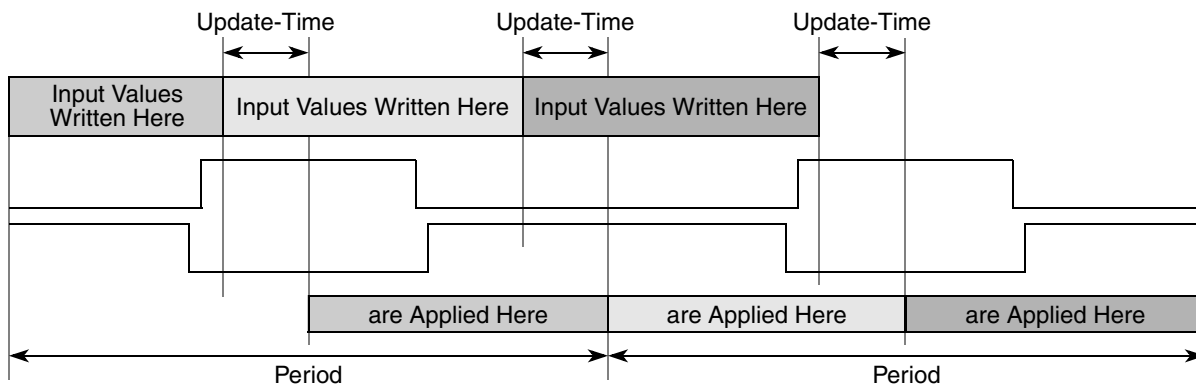 Update-Time
Update-Time
Update-Time
Input Values
Written Here
Input Values Written Here
Input Values Written Here
are Applied Here
are Applied Here
are Applied Here
Period
Period